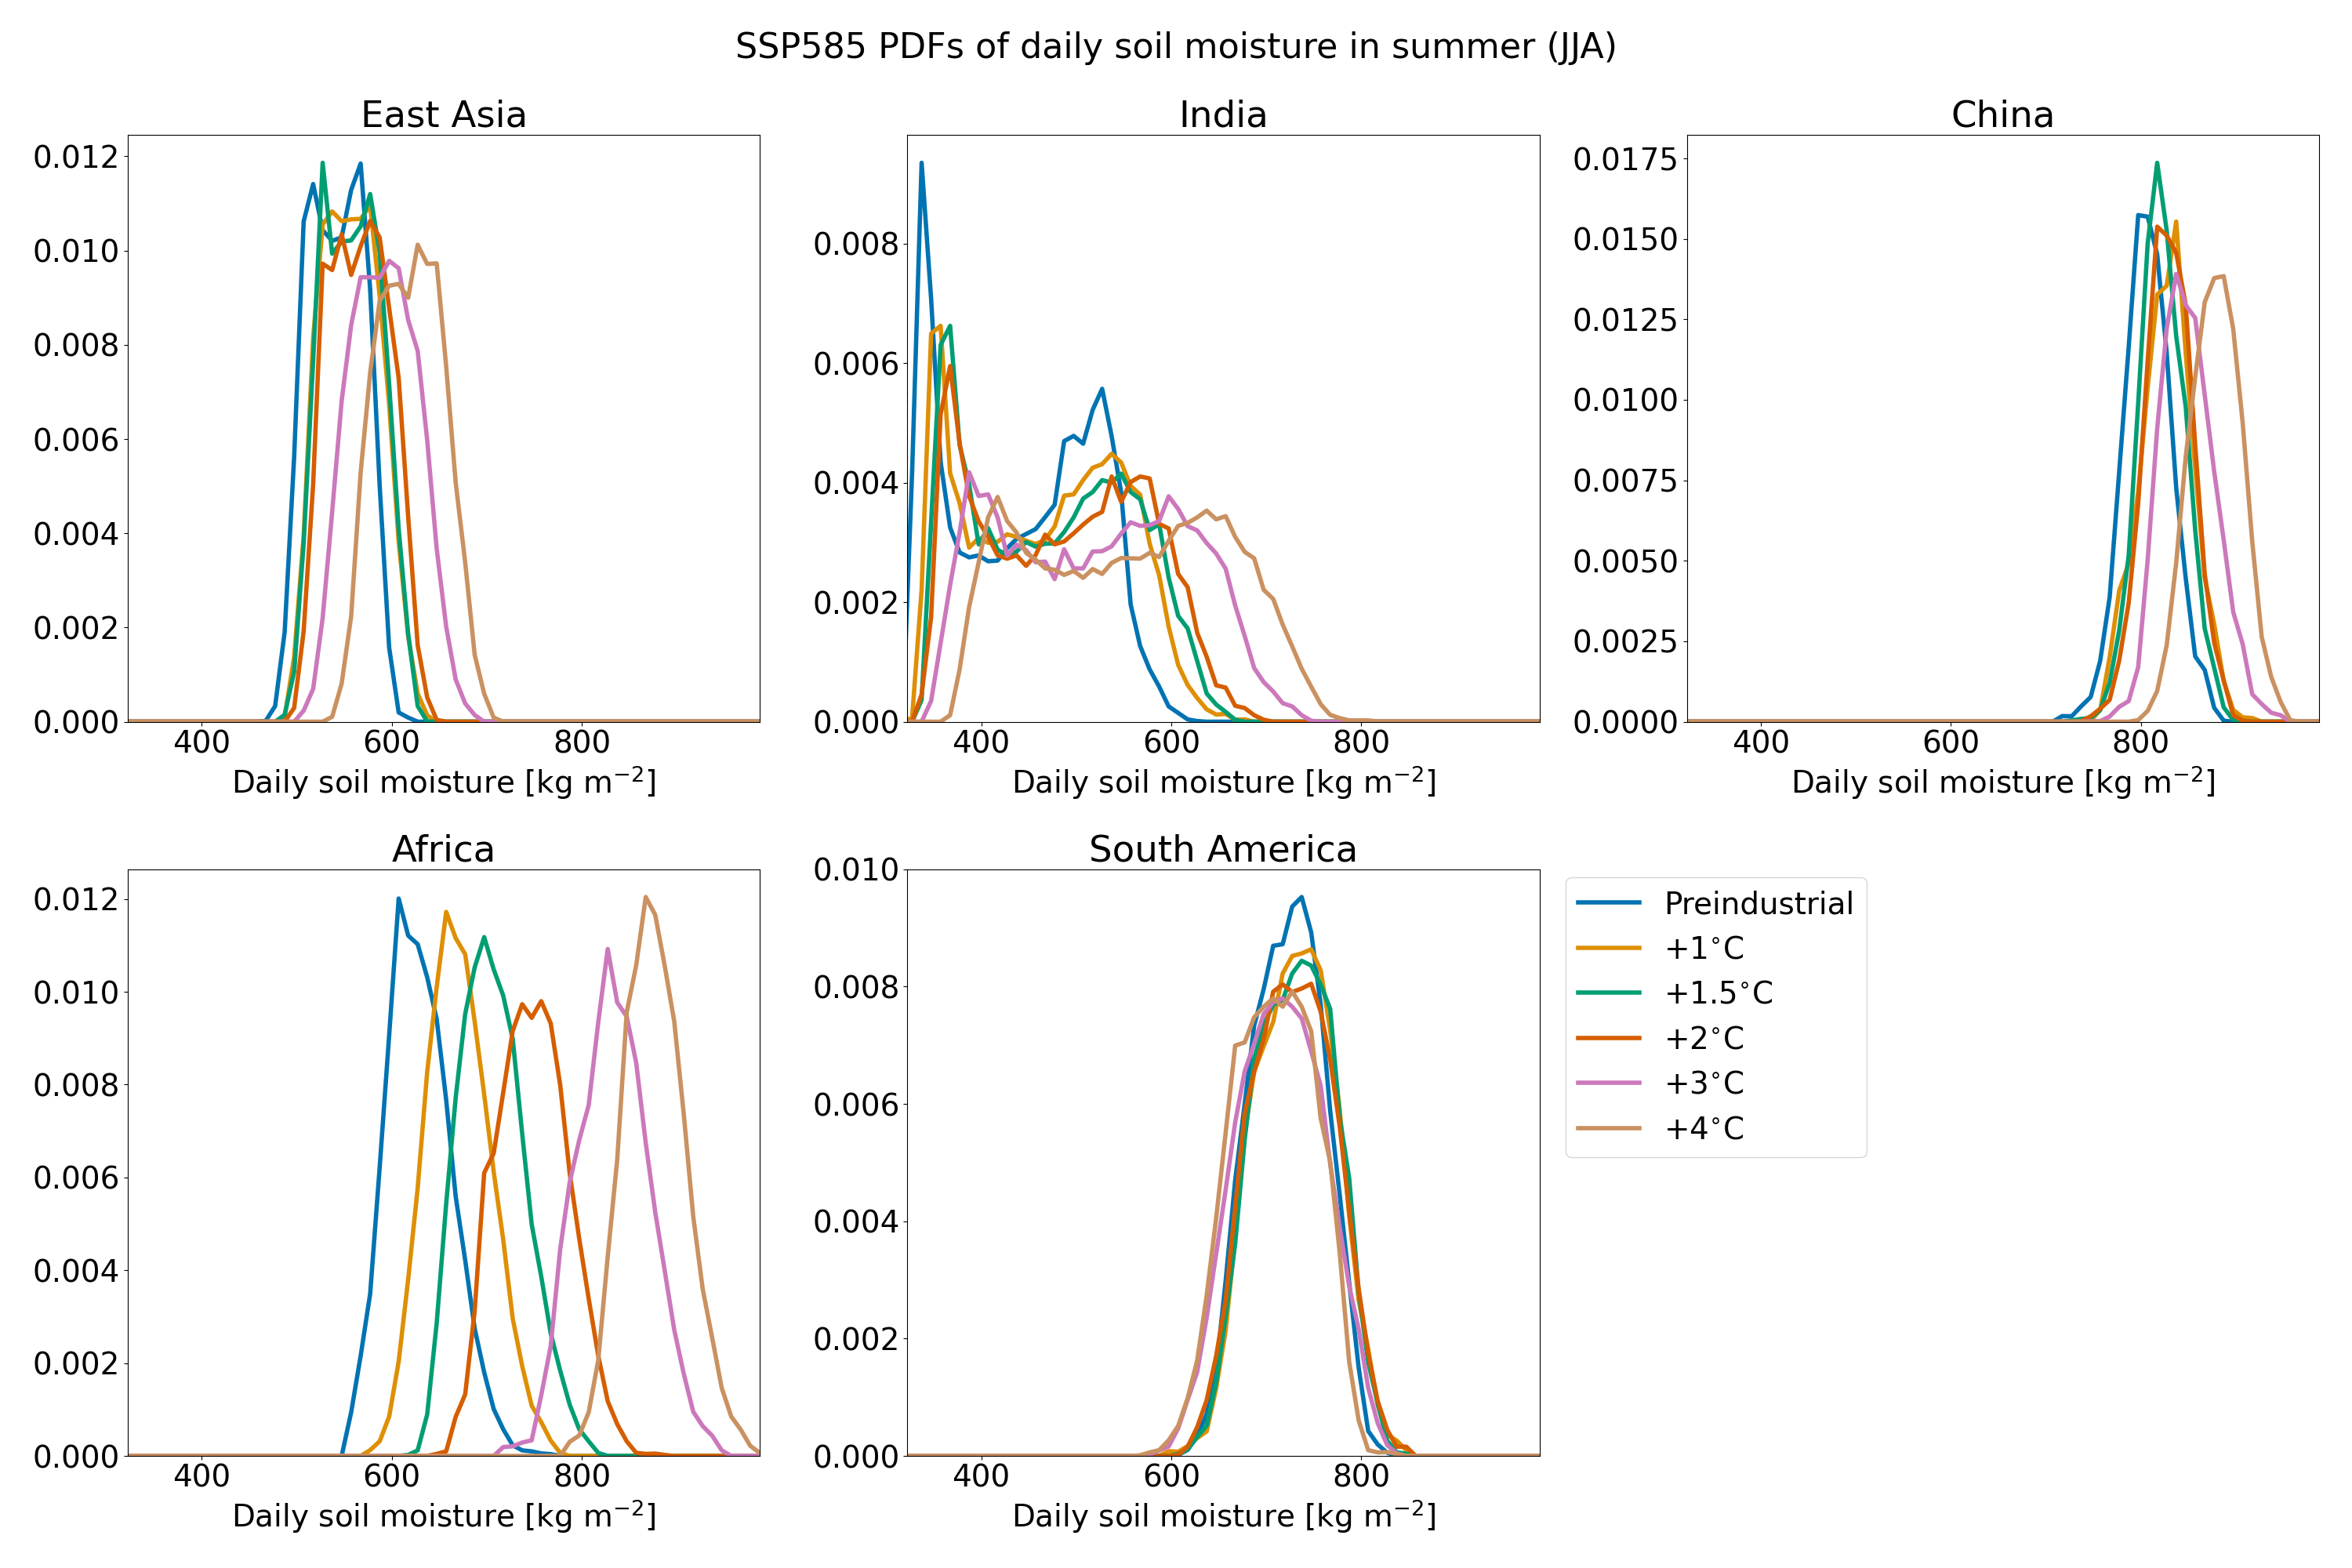 SSP585 PDFs of daily soil moisture in summer (JJA)
East Asia
0.012
0.010
0.008
0.006
0.004
0.002
0.000
400 600 800
Daily soil moisture [kg m⁻²]
India
0.008
0.006
0.004
0.002
0.000
400 600 800
Daily soil moisture [kg m⁻²]
China
0.0175
0.0150
0.0125
0.0100
0.0075
0.0050
0.0025
0.0000
400 600 800
Daily soil moisture [kg m⁻²]
Africa
0.012
0.010
0.008
0.006
0.004
0.002
0.000
400 600 800
Daily soil moisture [kg m⁻²]
South America
0.010
0.008
0.006
0.004
0.002
0.000
400 600 800
Daily soil moisture [kg m⁻²]
Preindustrial
+1°C
+1.5°C
+2°C
+3°C
+4°C